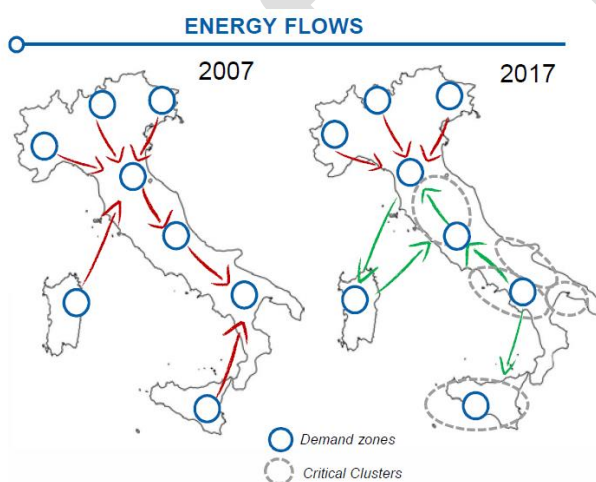 ENERGY FLOWS
2007
2017
Demand zones
Critical Clusters